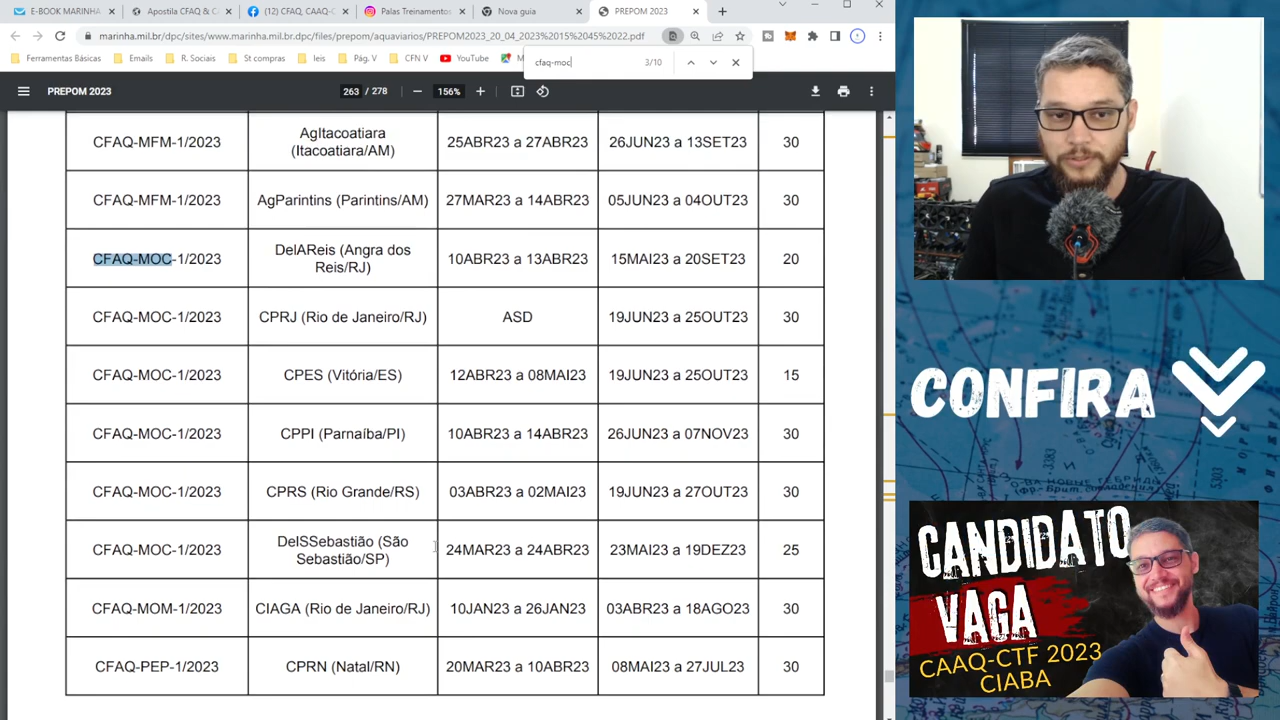 E-BOOK MARINHA
Apostila CFAQ & C
(12) CFAQ, CAAQ-C
Palas Treinamentos
Nova guia
PREPOM 2023
marinha.mil.br/dpc/sites/www.marinha.mil.br.dpc
PREPOM2023_20_04_2023%2015%2045%2022.pdf
Ferramentas Básicas
Emails
R. Sociais
St compras
leis
Pág. V
CFN V
YouTube
cfaq-moc
3/10
PREPOM 2023
263 / 278
156%
CFAQ-MFM-1/2023
AgItacoatiara
(Itacoatiara/AM)
25ABR23 a 27ABR23
26JUN23 a 13SET23
30
CFAQ-MFM-1/2023
AgParintins (Parintins/AM)
27MAR23 a 14ABR23
05JUN23 a 04OUT23
30
CFAQ-MOC-1/2023
DelAReis (Angra dos
Reis/RJ)
10ABR23 a 13ABR23
15MAI23 a 20SET23
20
CFAQ-MOC-1/2023
CPRJ (Rio de Janeiro/RJ)
ASD
19JUN23 a 25OUT23
30
CFAQ-MOC-1/2023
CPES (Vitória/ES)
12ABR23 a 08MAI23
19JUN23 a 25OUT23
15
CFAQ-MOC-1/2023
CPPI (Parnaíba/PI)
10ABR23 a 14ABR23
26JUN23 a 07NOV23
30
CFAQ-MOC-1/2023
CPRS (Rio Grande/RS)
03ABR23 a 02MAI23
19JUN23 a 27OUT23
30
CFAQ-MOC-1/2023
DelSSebastião (São
Sebastião/SP)
24MAR23 a 24ABR23
23MAI23 a 19DEZ23
25
CFAQ-MOM-1/2023
CIAGA (Rio de Janeiro/RJ)
10JAN23 a 26JAN23
03ABR23 a 18AGO23
30
CFAQ-PEP-1/2023
CPRN (Natal/RN)
20MAR23 a 10ABR23
08MAI23 a 27JUL23
30
CONFIRA
CANDIDATO
VAGA
CAAQ-CTF 2023
CIABA